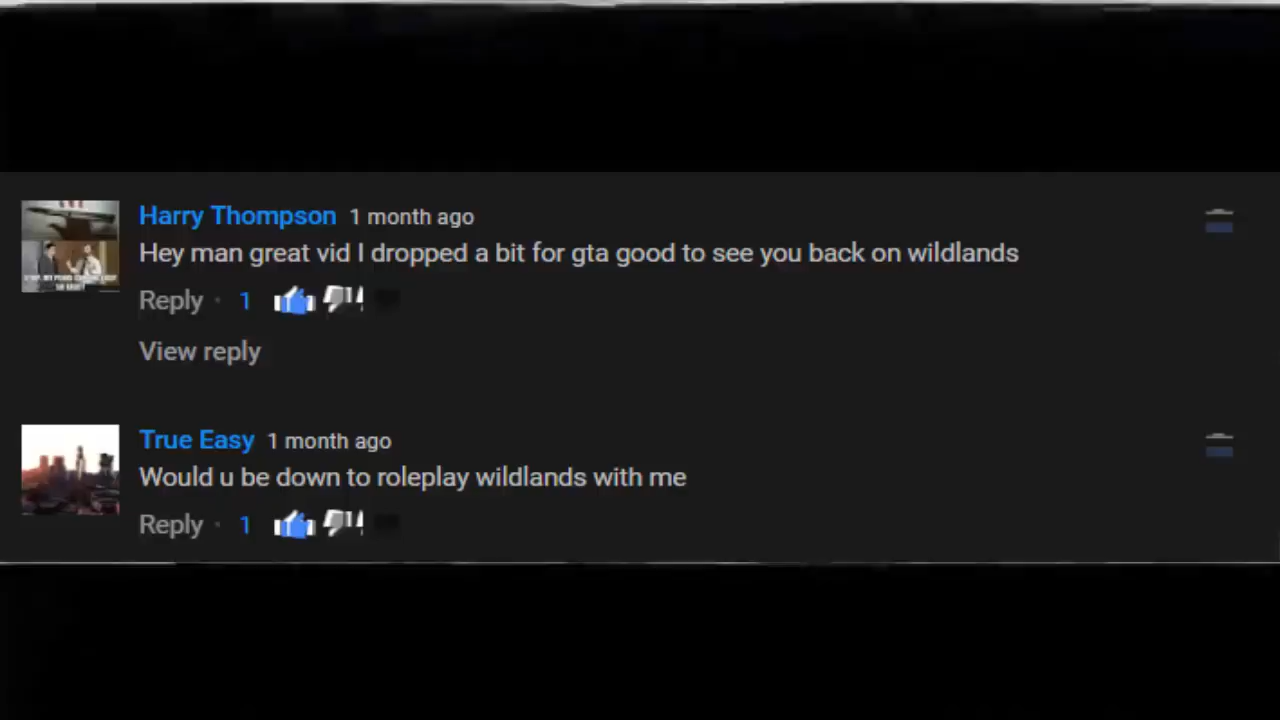 Harry Thompson 1 month ago
Hey man great vid I dropped a bit for gta good to see you back on wildlands
Reply · 1
View reply
True Easy 1 month ago
Would u be down to roleplay wildlands with me
Reply · 1